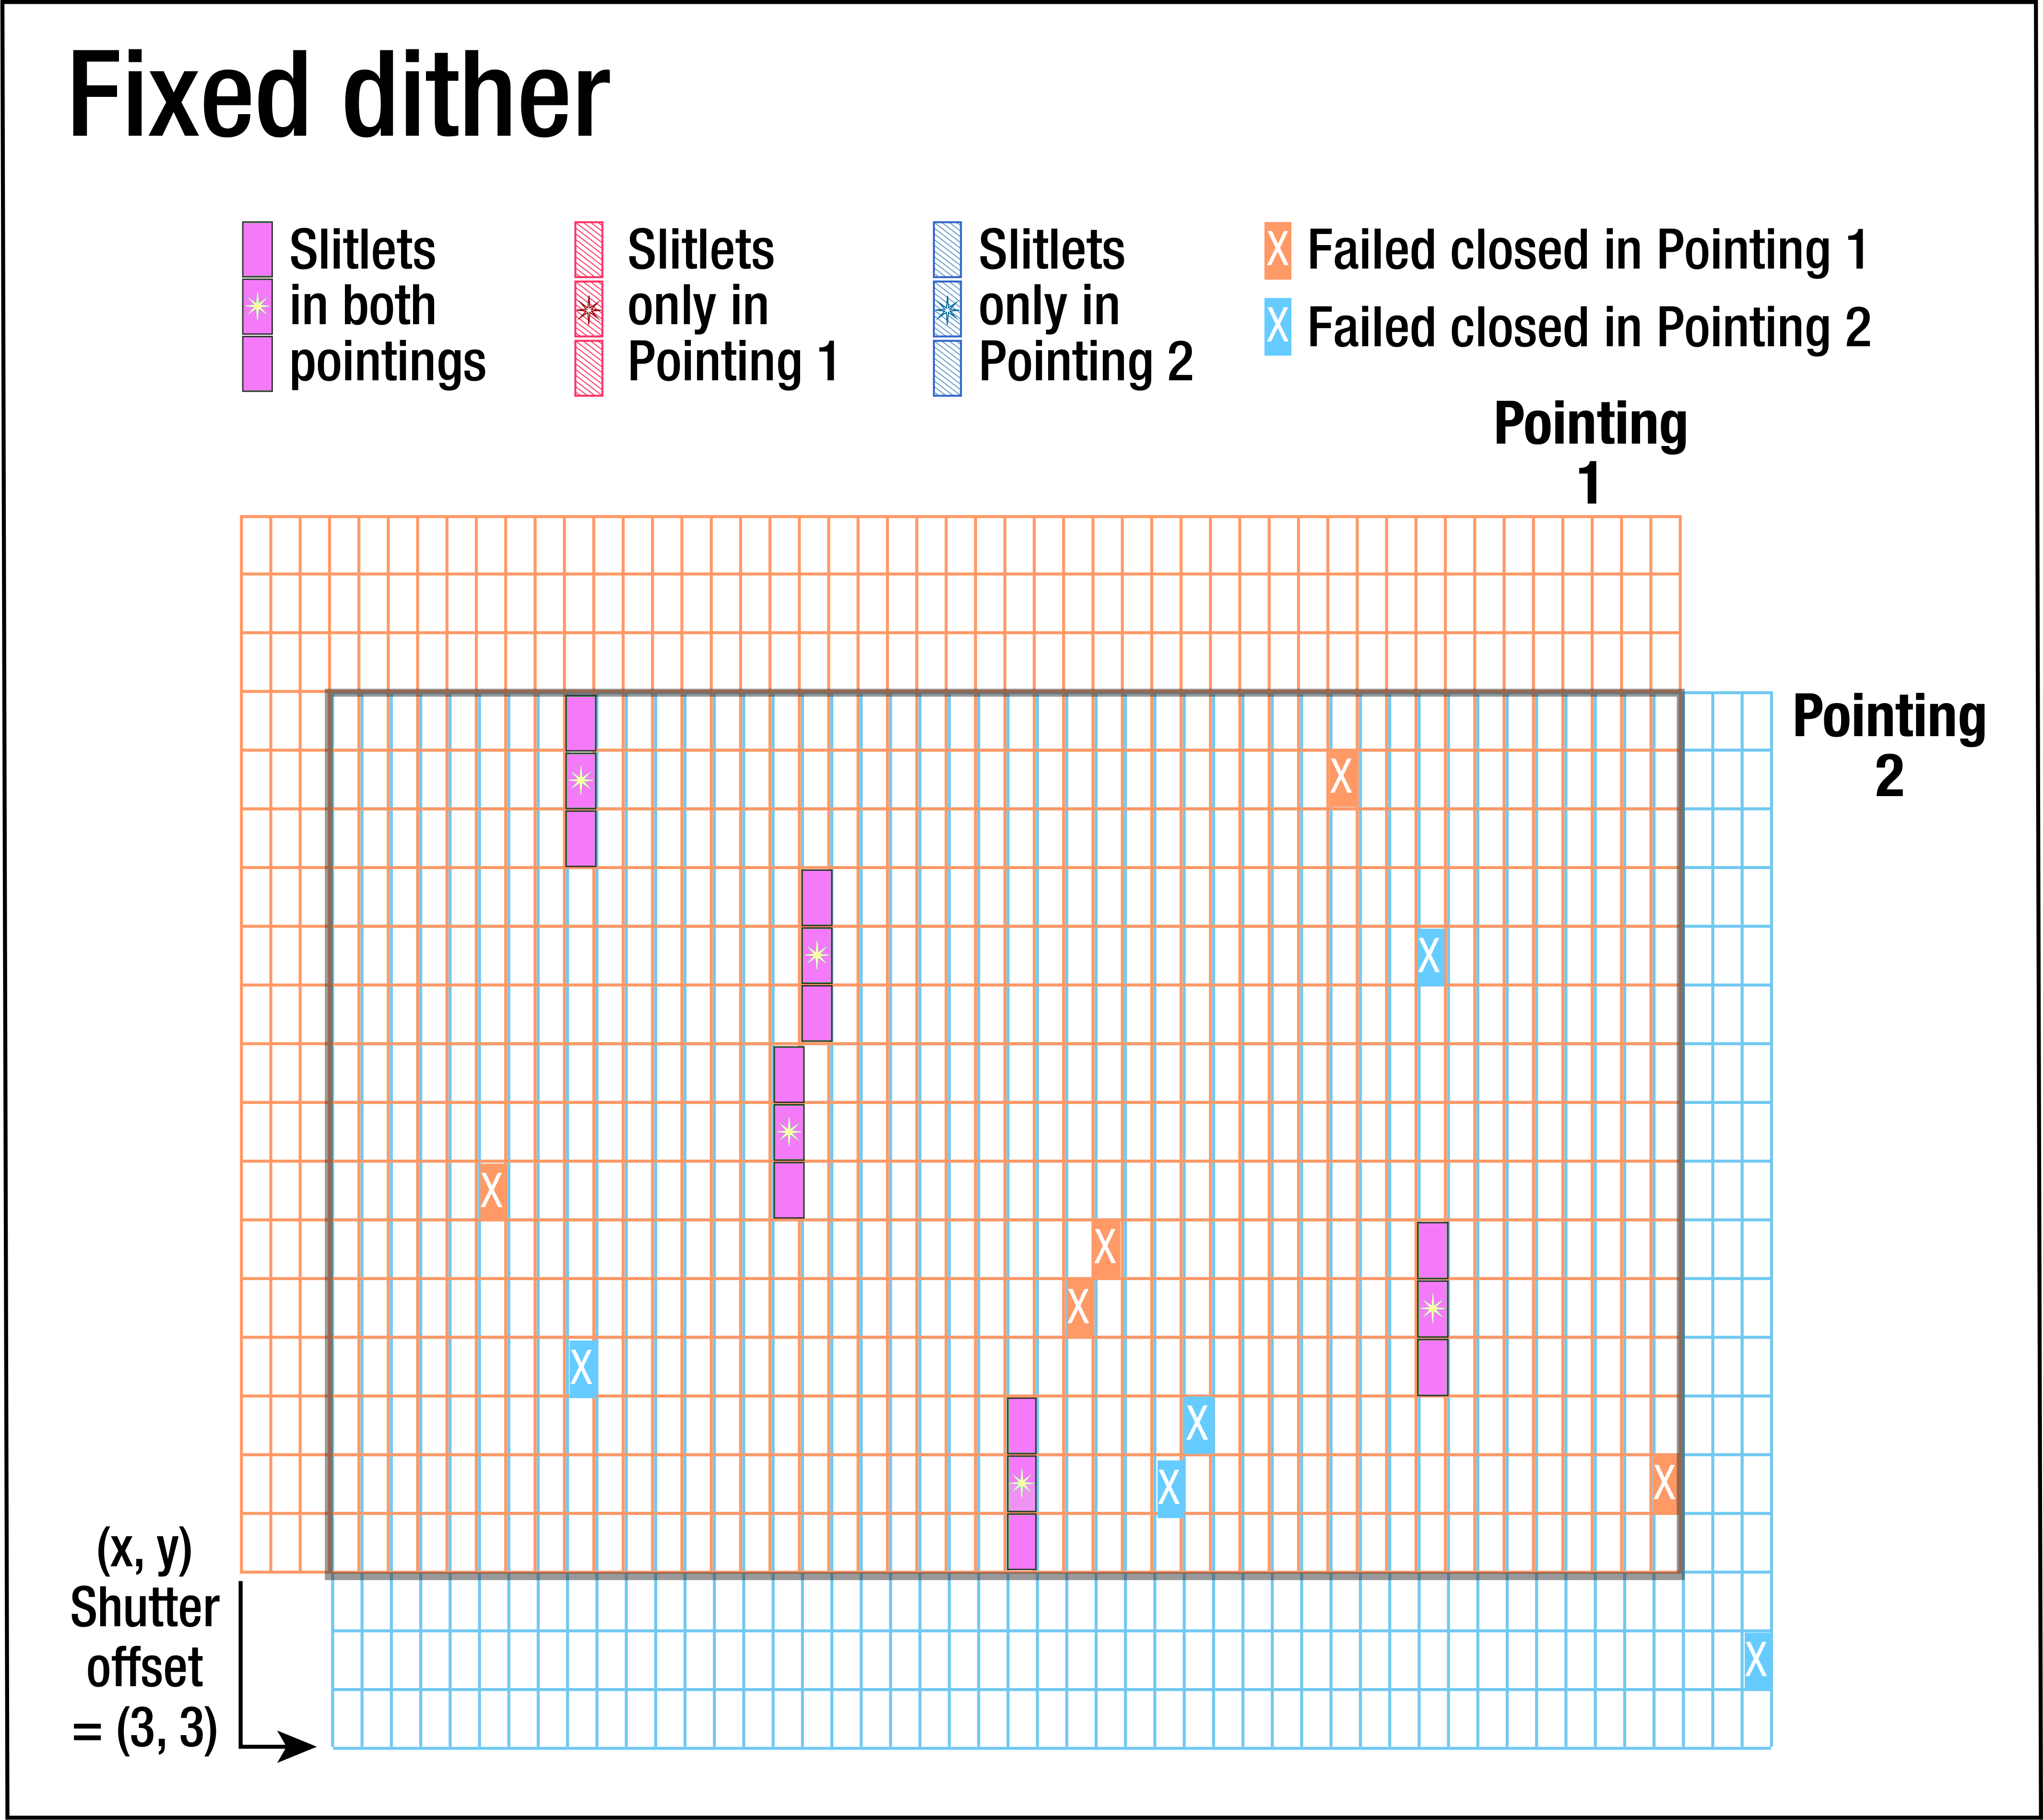 Fixed dither
Slitlets
in both
pointings
Slitlets
only in
Pointing 1
Slitlets
only in
Pointing 2
X Failed closed in Pointing 1
X Failed closed in Pointing 2
Pointing
1
Pointing
2
X
X
X
X
X
X
X
X
X
(x, y)
Shutter
offset
= (3, 3)
X